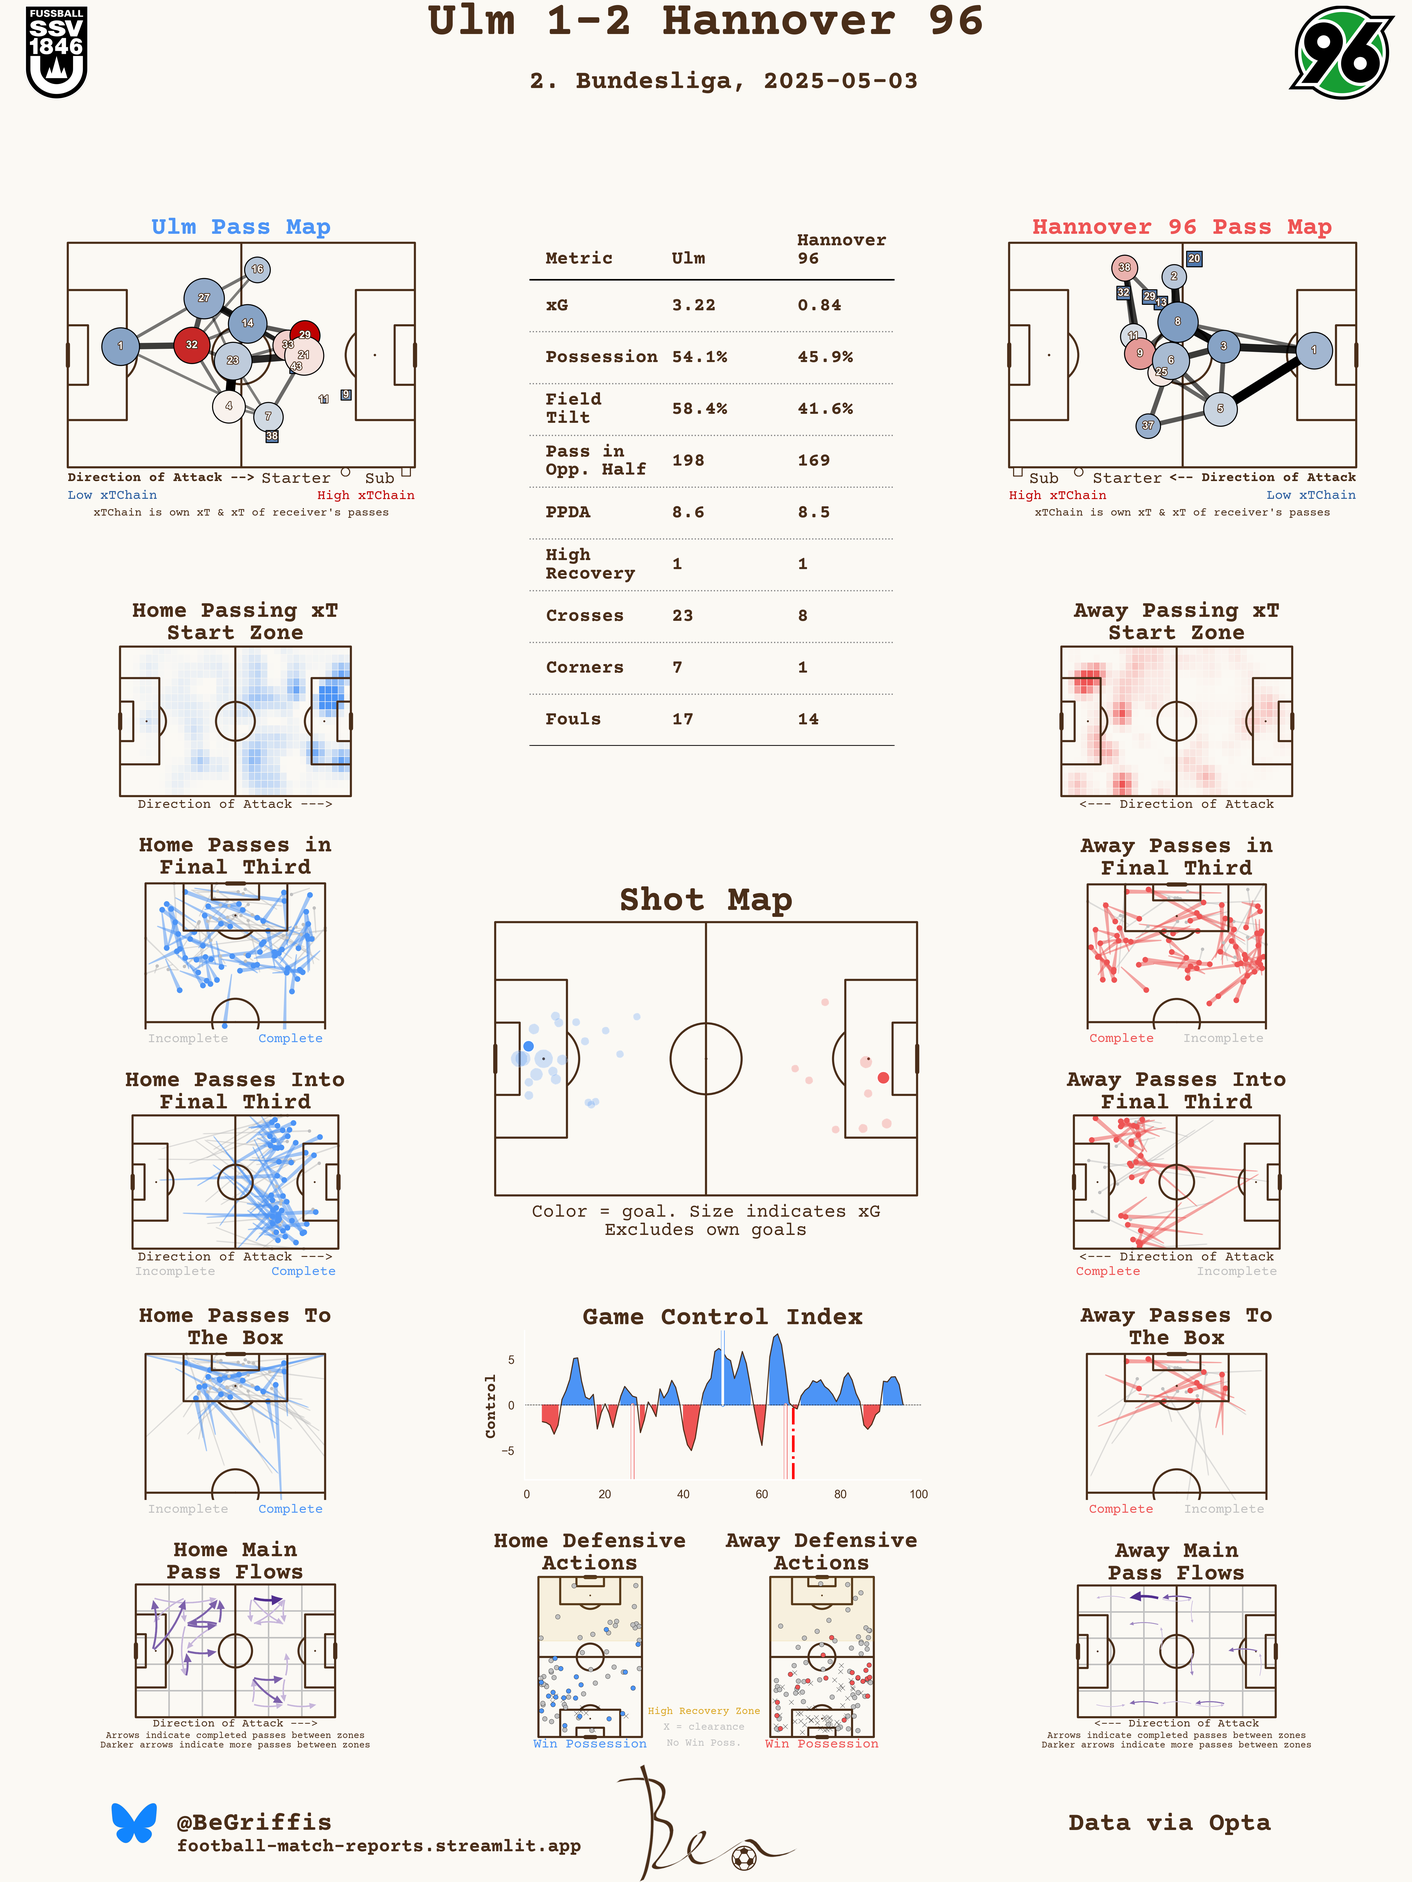 Ulm 1-2 Hannover 96
FUSSBALL
SSV
1846
96
2. Bundesliga, 2025-05-03
Ulm Pass Map
16
27
14
29
1
32
33
21
23
43
4
7
11
9
38
Direction of Attack --> Starter Sub
Low xTChain High xTChain
xTChain is own xT & xT of receiver's passes
Metric Ulm Hannover 96
xG 3.22 0.84
Possession 54.1% 45.9%
Field Tilt 58.4% 41.6%
Pass in Opp. Half 198 169
PPDA 8.6 8.5
High Recovery 1 1
Crosses 23 8
Corners 7 1
Fouls 17 14
Hannover 96 Pass Map
20
38
2
32
29
13
8
11
3
1
9
6
25
5
37
Sub Starter <-- Direction of Attack
High xTChain Low xTChain
xTChain is own xT & xT of receiver's passes
Home Passing xT
Start Zone
Direction of Attack --->
Away Passing xT
Start Zone
<--- Direction of Attack
Home Passes in
Final Third
Incomplete Complete
Away Passes in
Final Third
Complete Incomplete
Shot Map
Color = goal. Size indicates xG
Excludes own goals
Home Passes Into
Final Third
Direction of Attack --->
Incomplete Complete
Away Passes Into
Final Third
<--- Direction of Attack
Complete Incomplete
Home Passes To
The Box
Incomplete Complete
Game Control Index
Control
5
0
−5
0 20 40 60 80 100
Away Passes To
The Box
Complete Incomplete
Home Main
Pass Flows
Direction of Attack --->
Arrows indicate completed passes between zones
Darker arrows indicate more passes between zones
Home Defensive
Actions
Win Possession
High Recovery Zone
X = clearance
No Win Poss.
Away Defensive
Actions
Win Possession
Away Main
Pass Flows
<--- Direction of Attack
Arrows indicate completed passes between zones
Darker arrows indicate more passes between zones
@BeGriffis
football-match-reports.streamlit.app
Ben
Data via Opta